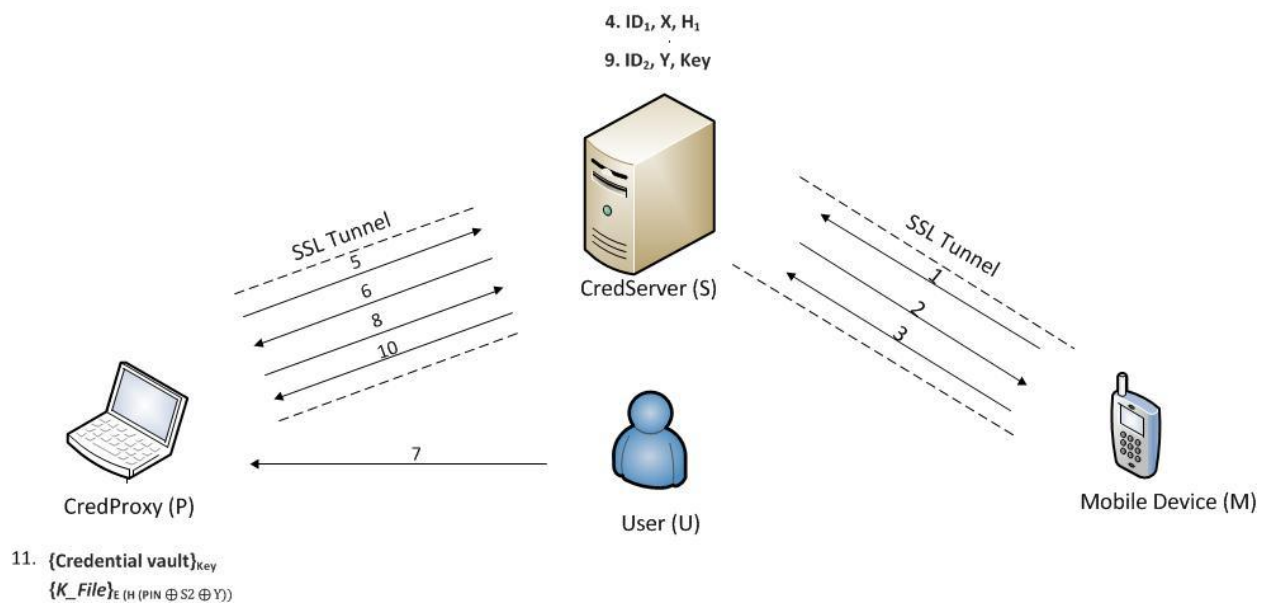 4. ID₁, X, H₁
9. ID₂, Y, Key
SSL Tunnel
5
6
8
10
CredServer (S)
SSL Tunnel
1
2
3
7
CredProxy (P)
User (U)
Mobile Device (M)
11. {Credential vault}Key
{K_File}E (H (PIN ⊕ S2 ⊕ Y))